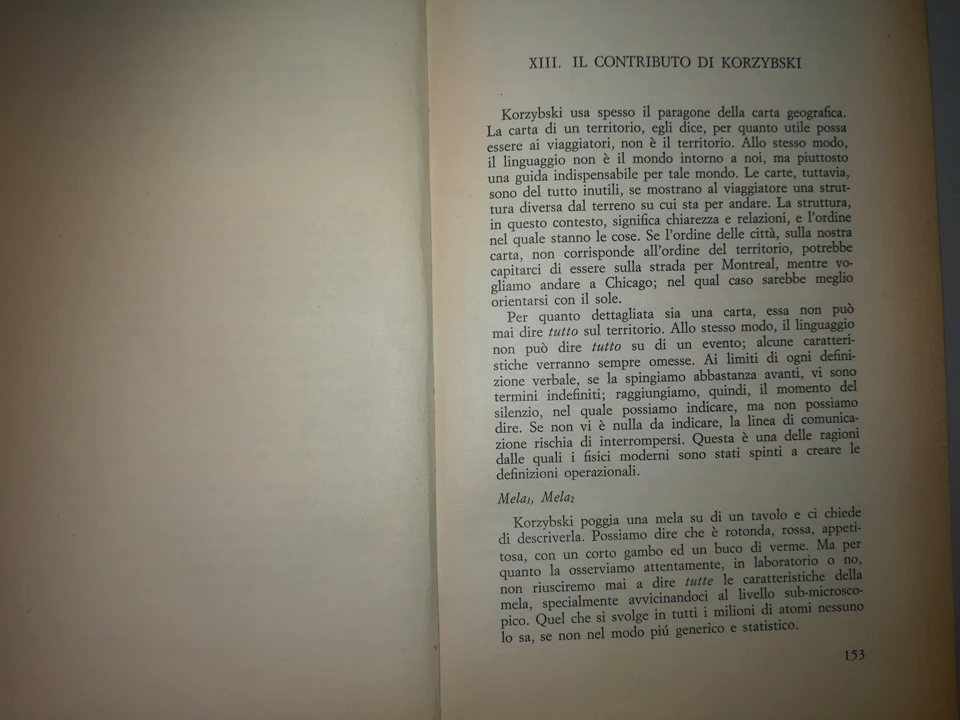 XIII. IL CONTRIBUTO DI KORZYBSKI
Korzybski usa spesso il paragone della carta geografica.
La carta di un territorio, egli dice, per quanto utile possa
essere ai viaggiatori, non è il territorio. Allo stesso modo,
il linguaggio non è il mondo intorno a noi, ma piuttosto
una guida indispensabile per tale mondo. Le carte, tuttavia,
sono del tutto inutili, se mostrano al viaggiatore una strut-
tura diversa dal terreno su cui sta per andare. La struttura,
in questo contesto, significa chiarezza e relazioni, e l'ordine
nel quale stanno le cose. Se l'ordine delle città, sulla nostra
carta, non corrisponde all'ordine del territorio, potrebbe
capitarci di essere sulla strada per Montreal, mentre vo-
gliamo andare a Chicago; nel qual caso sarebbe meglio
orientarsi con il sole.
Per quanto dettagliata sia una carta, essa non può
mai dire tutto sul territorio. Allo stesso modo, il linguaggio
non può dire tutto su di un evento; alcune caratteri-
stiche verranno sempre omesse. Ai limiti di ogni defini-
zione verbale, se la spingiamo abbastanza avanti, vi sono
termini indefiniti; raggiungiamo, quindi, il momento del
silenzio, nel quale possiamo indicare, ma non possiamo
dire. Se non vi è nulla da indicare, la linea di comunica-
zione rischia di interrompersi. Questa è una delle ragioni
dalle quali i fisici moderni sono stati spinti a creare le
definizioni operazionali.
Mela₁, Mela₂
Korzybski poggia una mela su di un tavolo e ci chiede
di descriverla. Possiamo dire che è rotonda, rossa, appeti-
tosa, con un corto gambo ed un buco di verme. Ma per
quanto la osserviamo attentamente, in laboratorio o no,
non riusciremo mai a dire tutte le caratteristiche della
mela, specialmente avvicinandoci al livello sub-microsco-
pico. Quel che si svolge in tutti i milioni di atomi nessuno
lo sa, se non nel modo piú generico e statistico.
153